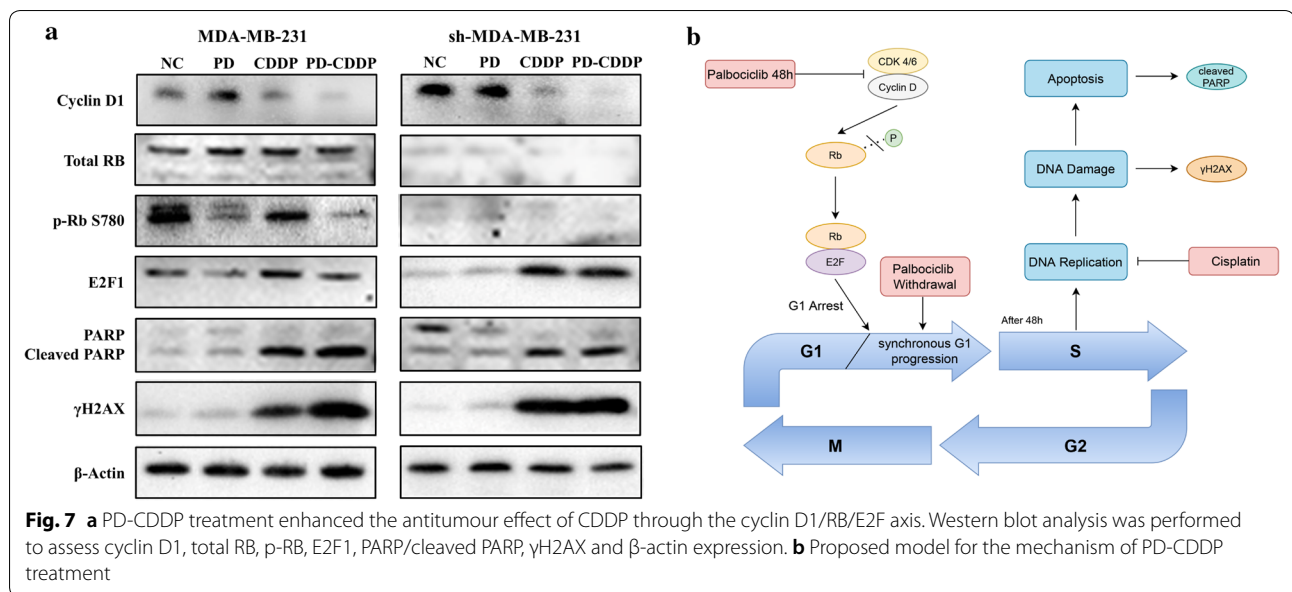 a
MDA-MB-231
sh-MDA-MB-231
NC PD CDDP PD-CDDP
NC PD CDDP PD-CDDP
Cyclin D1
Total RB
p-Rb S780
E2F1
PARP
Cleaved PARP
γH2AX
β-Actin
b
Palbociclib 48h
CDK 4/6
Cyclin D
P
Rb
Rb
E2F
G1 Arrest
Palbociclib
Withdrawal
G1
synchronous G1
progression
After 48h
S
G2
M
Apoptosis
cleaved
PARP
DNA Damage
γH2AX
DNA Replication
Cisplatin
Fig. 7 a PD-CDDP treatment enhanced the antitumour effect of CDDP through the cyclin D1/RB/E2F axis. Western blot analysis was performed
to assess cyclin D1, total RB, p-RB, E2F1, PARP/cleaved PARP, γH2AX and β-actin expression. b Proposed model for the mechanism of PD-CDDP
treatment